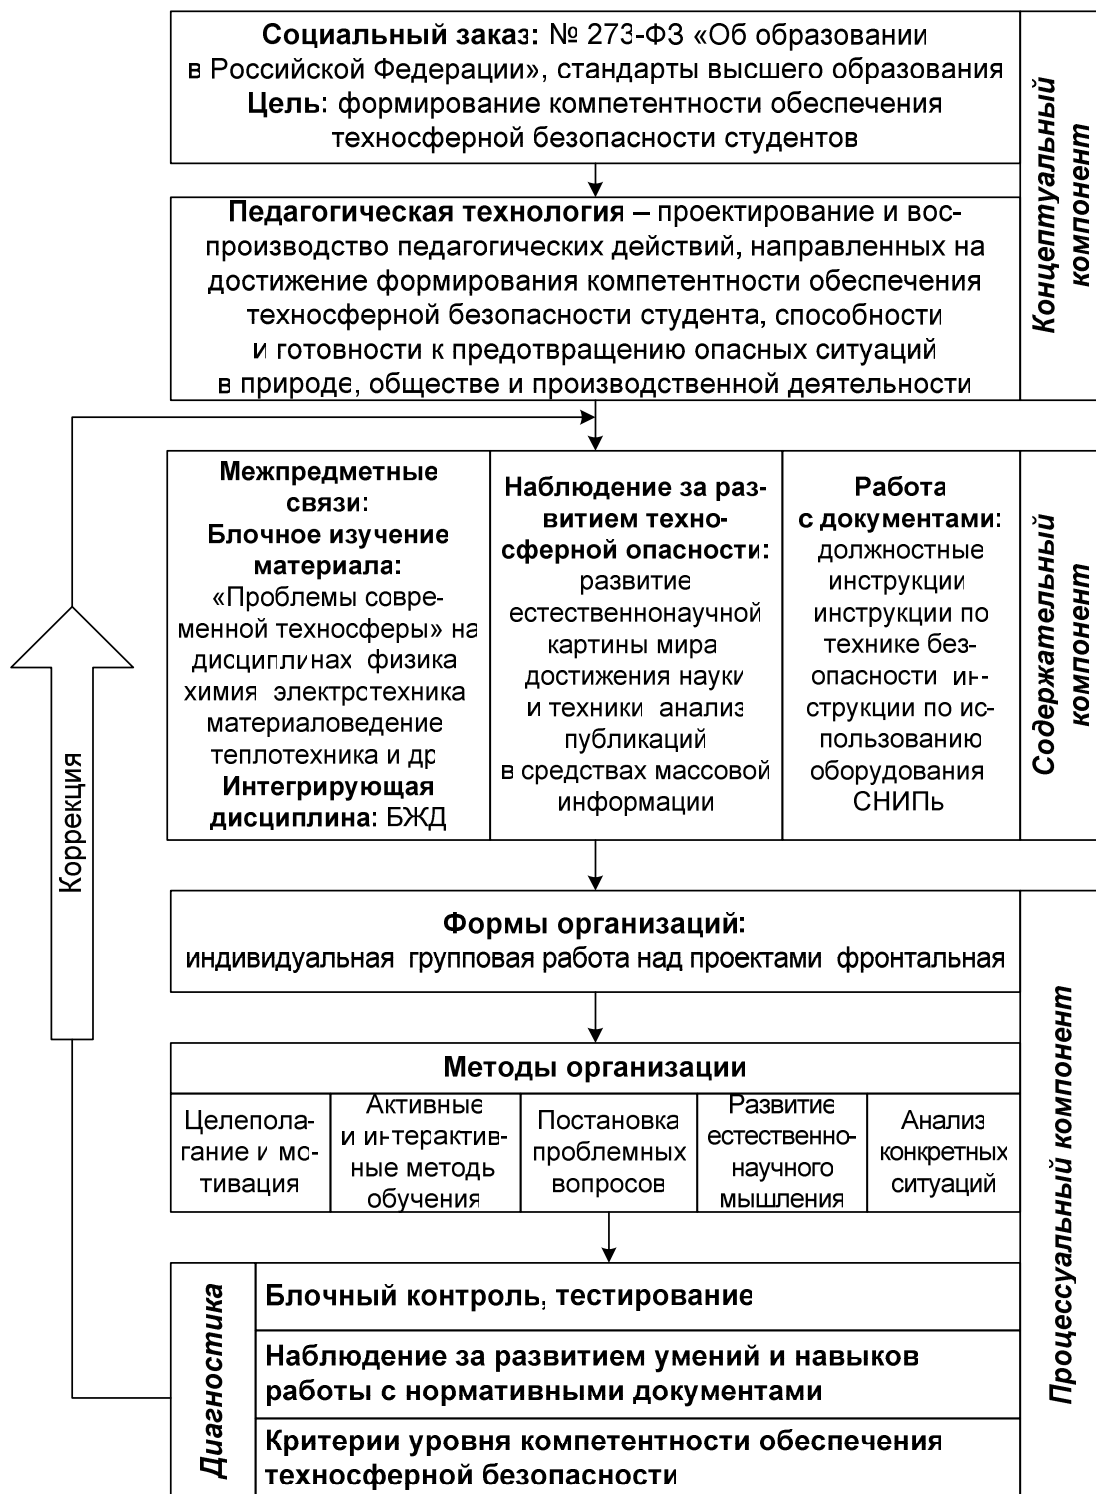 Социальный заказ: № 273-ФЗ «Об образовании
в Российской Федерации», стандарты высшего образования
Цель: формирование компетентности обеспечения
техносферной безопасности студентов
Концептуальный
компонент
Педагогическая технология – проектирование и вос-
производство педагогических действий, направленных на
достижение формирования компетентности обеспечения
техносферной безопасности студента, способности
и готовности к предотвращению опасных ситуаций
в природе, обществе и производственной деятельности
Межпредметные
связи:
Блочное изучение
материала:
«Проблемы совре-
менной техносферы» на
дисциплинах физика
химия электротехника
материаловедение
теплотехника и др
Интегрирующая
дисциплина: БЖД
Наблюдение за раз-
витием техно-
сферной опасности:
развитие
естественнонаучной
картины мира
достижения науки
и техники анализ
публикаций
в средствах массовой
информации
Работа
с документами:
должностные
инструкции
инструкции по
технике без-
опасности ин-
струкции по ис-
пользованию
оборудования
СНИПь
Содержательный
компонент
Коррекция
Формы организаций:
индивидуальная групповая работа над проектами фронтальная
Методы организации
Целепола-
гание и мо-
тивация
Активные
и интерактив-
ные методь
обучения
Постановка
проблемных
вопросов
Развитие
естественно-
научного
мышления
Анализ
конкретных
ситуаций
Процессуальный компонент
Диагностика
Блочный контроль, тестирование
Наблюдение за развитием умений и навыков
работы с нормативными документами
Критерии уровня компетентности обеспечения
техносферной безопасности